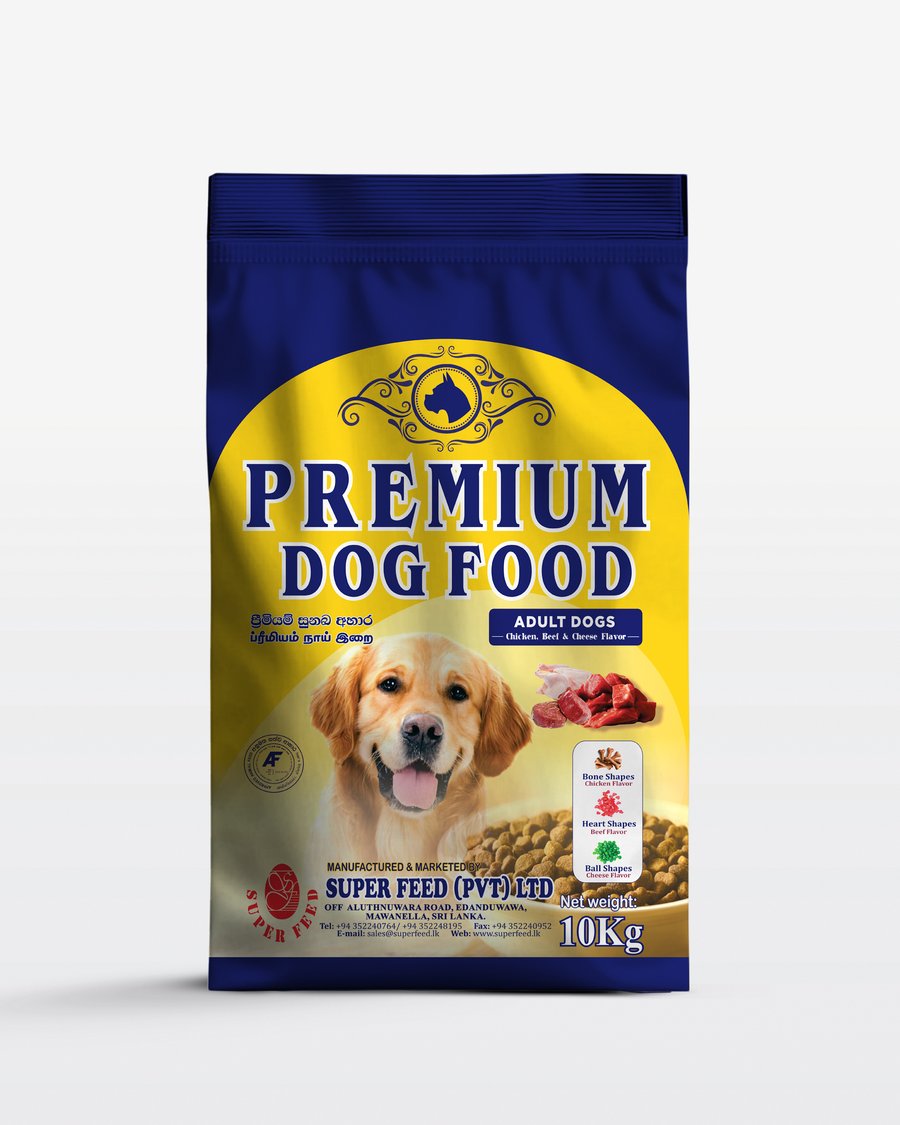 PREMIUM
DOG FOOD
ප්‍රීමියම් සුනඛ අහාර
ப்ரீமியம் நாய் இறை
ADULT DOGS
Chicken, Beef & Cheese Flavor
AF
Bone Shapes
Chicken Flavor
Heart Shapes
Beef Flavor
Ball Shapes
Cheese Flavor
SUPER FEED
MANUFACTURED & MARKETED BY
SUPER FEED (PVT) LTD
OFF ALUTHNUWARA ROAD, EDANDUWAWA,
MAWANELLA, SRI LANKA.
Tel: +94 352240764/ +94 352248195 Fax: +94 352240952
E-mail: sales@superfeed.lk Web: www.superfeed.lk
Net weight:
10Kg